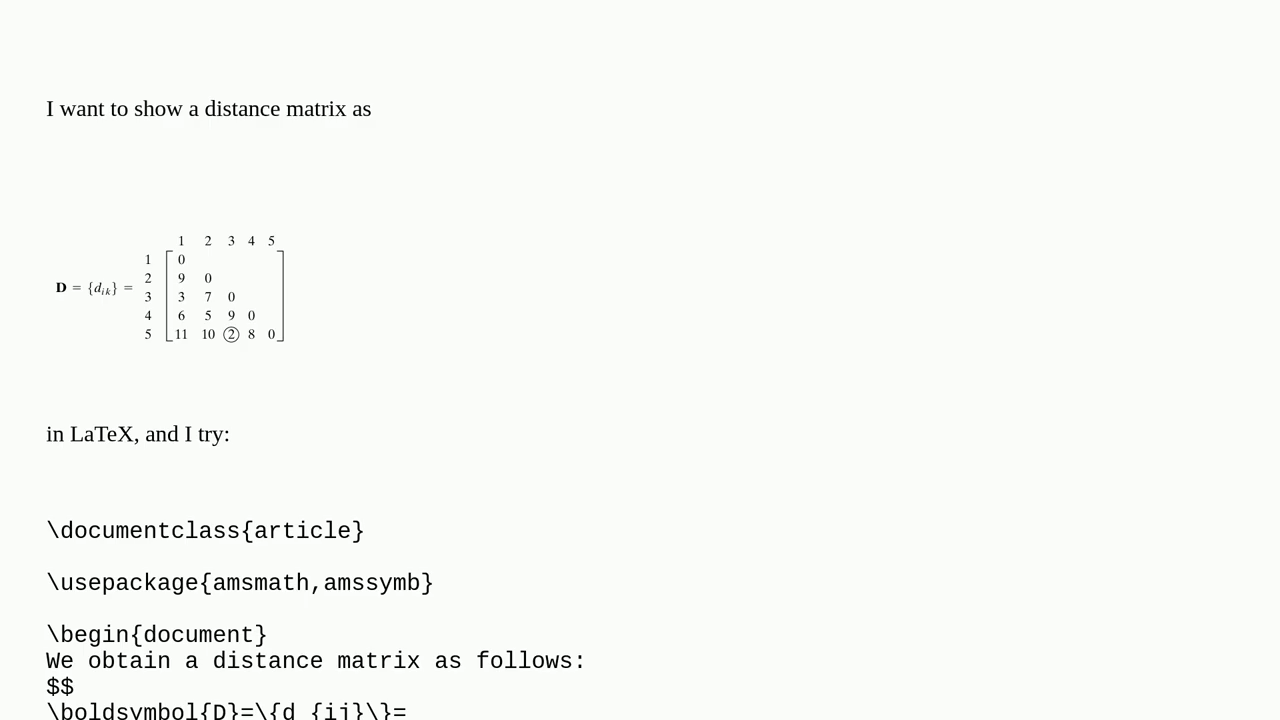 I want to show a distance matrix as
1 2 3 4 5
1 0
2 9 0
D = {d_{ik}} =
3 3 7 0
4 6 5 9 0
5 11 10 ② 8 0
in LaTeX, and I try:
\documentclass{article}
\usepackage{amsmath,amssymb}
\begin{document}
We obtain a distance matrix as follows:
$$
\boldsymbol{D}=\{d_{ij}\}=